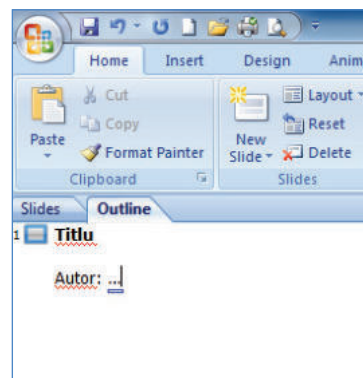 Home Insert Design Anim
Cut
Copy
Format Painter
Paste
Clipboard
New Slide
Layout
Reset
Delete
Slides
Slides Outline
1 Titlu
Autor: ...